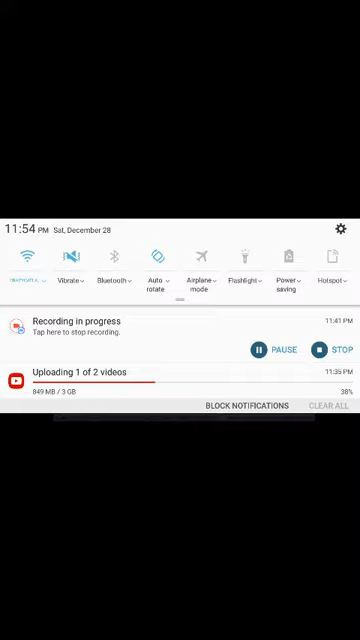 11:54 PM Sat, December 28
Vibrate Bluetooth Auto rotate Airplane mode Flashlight Power saving Hotspot
Recording in progress 11:41 PM
Tap here to stop recording.
PAUSE STOP
Uploading 1 of 2 videos 11:35 PM
849 MB / 3 GB 38%
BLOCK NOTIFICATIONS CLEAR ALL